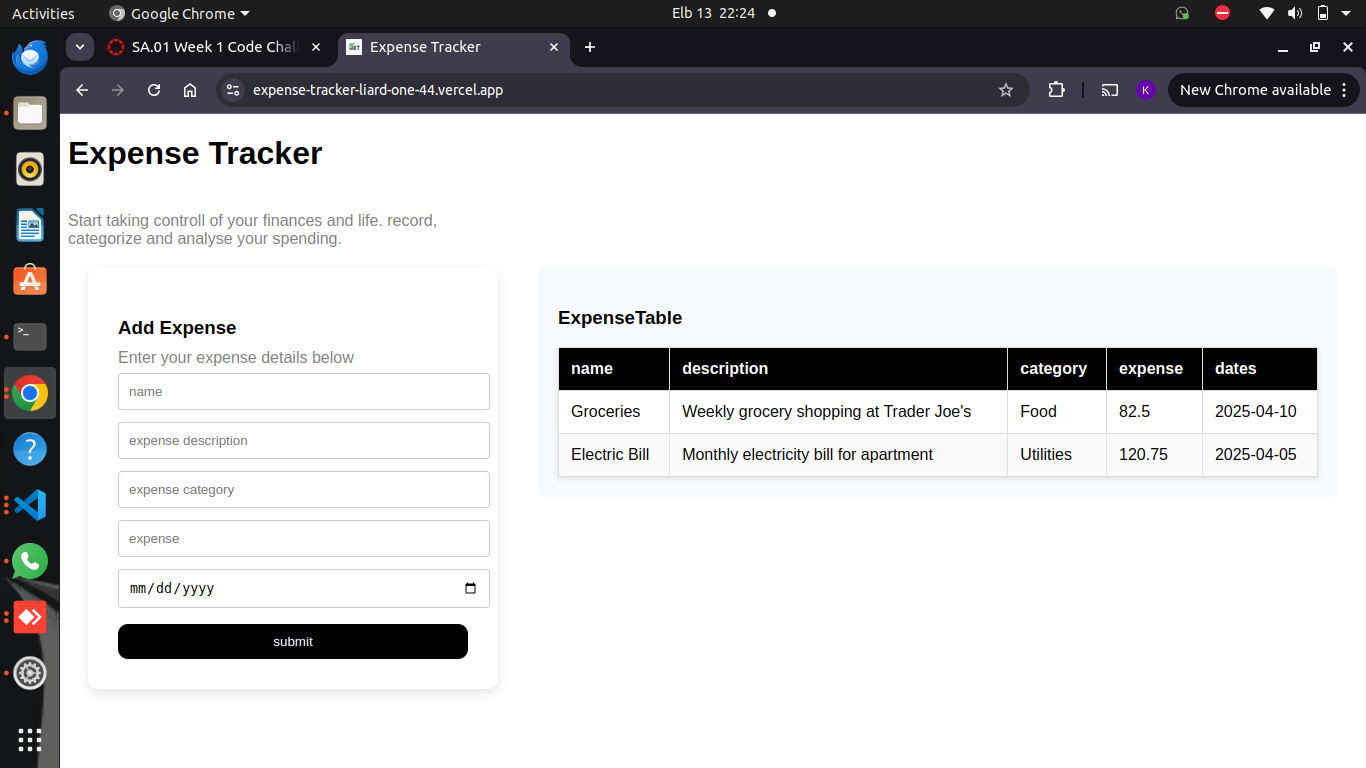 Activities
Google Chrome
Elb 13 22:24
SA.01 Week 1 Code Chall
Expense Tracker
expense-tracker-liard-one-44.vercel.app
K
New Chrome available
Expense Tracker
Start taking controll of your finances and life. record,
categorize and analyse your spending.
Add Expense
Enter your expense details below
name
expense description
expense category
expense
mm/dd/yyyy
submit
ExpenseTable
name description category expense dates
Groceries Weekly grocery shopping at Trader Joe's Food 82.5 2025-04-10
Electric Bill Monthly electricity bill for apartment Utilities 120.75 2025-04-05